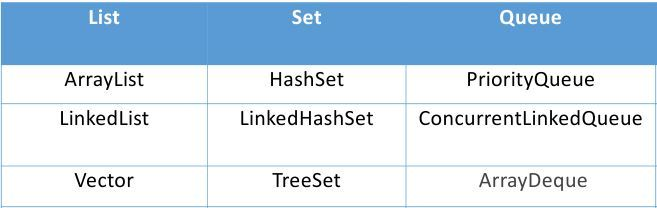 List Set Queue
ArrayList HashSet PriorityQueue
LinkedList LinkedHashSet ConcurrentLinkedQueue
Vector TreeSet ArrayDeque